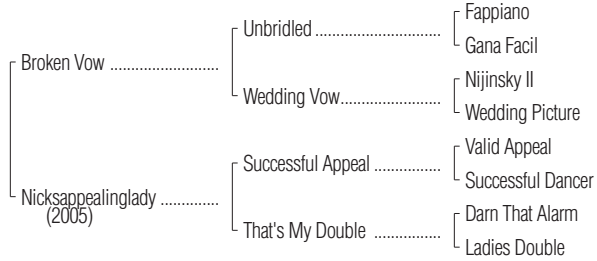 Fappiano
Unbridled ..............................
Gana Facil
Broken Vow ..........................
Nijinsky II
Wedding Vow........................
Wedding Picture
Valid Appeal
Successful Appeal ................
Successful Dancer
Nicksappealinglady ..............
(2005)
Darn That Alarm
That's My Double ................
Ladies Double